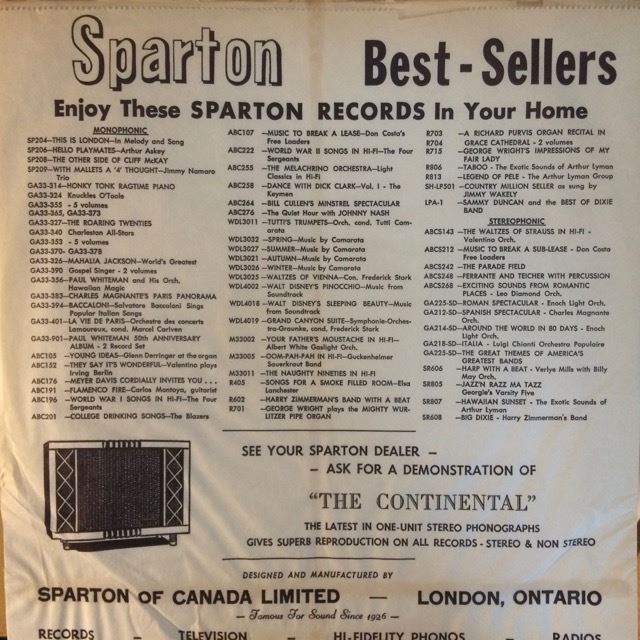 Sparton Best-Sellers
Enjoy These SPARTON RECORDS In Your Home
MONOPHONIC
SP204—THIS IS LONDON—In Melody and Song
SP206—HELLO PLAYMATES—Arthur Askey
SP208—THE OTHER SIDE OF CLIFF McKAY
SP209—WITH MALLETS A '4' THOUGHT—Jimmy Namaro
Trio
GA33-314—HONKY TONK RAGTIME PIANO
GA33-324 Knuckles O'Toole
GA33-355 - 5 volumes
GA33-365, GA33-373
GA33-337—THE ROARING TWENTIES
GA33-340 Charleston All-Stars
GA33-353 - 5 volumes
GA33-370- GA33-378
GA33-326—MAHALIA JACKSON—World's Greatest
GA33-390 Gospel Singer - 2 volumes
GA33-356—PAUL WHITEMAN and His Orch.
Hawaiian Magic
GA33-383—CHARLES MAGNANTE'S PARIS PANORAMA
GA33-394—BACCALONI—Salvatore Baccaloni Sings
Popular Italian Songs
GA33-401—LA VIE DE PARIS—Orchestre des concerts
Lamoureux, cond. Marcel Cariven
GA33-901—PAUL WHITEMAN 50th ANNIVERSARY
ALBUM - 2 Record Set
ABC105 —YOUNG IDEAS—Glenn Derringer at the organ
ABC152 —THEY SAY IT'S WONDERFUL—Valentino plays
Irving Berlin
ABC176 —MEYER DAVIS CORDIALLY INVITES YOU . . .
ABC191 —FLAMENCO FIRE—Carlos Montoya, guitarist
ABC196 —WORLD WAR I SONGS IN HI-FI—The Four
Sergeants
ABC201 —COLLEGE DRINKING SONGS—The Blazers
ABC107 —MUSIC TO BREAK A LEASE—Don Costa's
Free Loaders
ABC222 —WORLD WAR II SONGS IN HI-FI—The Four
Sergeants
ABC255 —THE MELACHRINO ORCHESTRA—Light
Classics in Hi-Fi
ABC258 —DANCE WITH DICK CLARK—Vol. I - The
Keymen
ABC264 —BILL CULLEN'S MINSTREL SPECTACULAR
ABC276 —The Quiet Hour with JOHNNY NASH
WDL3011 —TUTTI'S TRUMPETS—Orch. cond. Tutti Cam-
arata
WDL3032 —SPRING—Music by Camarata
WDL3027 —SUMMER—Music by Camarata
WDL3021 —AUTUMN—Music by Camarata
WDL3026 —WINTER—Music by Camarata
WDL3025 —WALTZES OF VIENNA—Con. Frederick Stark
WDL4002 —WALT DISNEY'S PINOCCHIO—Music from
Soundtrack
WDL4018 —WALT DISNEY'S SLEEPING BEAUTY—Music
from Soundtrack
WDL4019 —GRAND CANYON SUITE—Symphonie-Orches-
tra-Graunke, cond, Frederick Stark
M33002 —YOUR FATHER'S MOUSTACHE IN HI-FI—
Albert White Gaslight Orch.
M33005 —OOM-PAH-PAH IN HI-FI—Guckenheimer
Sauerkraut Band
M33011 —THE NAUGHTY NINETIES IN HI-FI
R405 —SONGS FOR A SMOKE FILLED ROOM—Elsa
Lanchester
R602 —HARRY ZIMMERMAN'S BAND WITH A BEAT
R701 —GEORGE WRIGHT plays the MIGHTY WUR-
LITZER PIPE ORGAN
R703 —A RICHARD PURVIS ORGAN RECITAL IN
R704 GRACE CATHEDRAL - 2 volumes
R715 —GEORGE WRIGHT'S IMPRESSIONS OF MY
FAIR LADY
R806 —TABOO - The Exotic Sounds of Arthur Lyman
R813 —LEGEND OF PELE - The Arthur Lyman Group
SH-LP501 —COUNTRY MILLION SELLER as sung by
JIMMY WAKELY
LPA-1 —SAMMY DUNCAN and the BEST OF DIXIE
BAND
STEREOPHONIC
ABCS143 —THE WALTZES OF STRAUSS IN HI-FI -
Valentino Orch.
ABCS212 —MUSIC TO BREAK A SUB-LEASE - Don Costa
Free Loaders
ABCS242 —THE PARADE FIELD
ABCS248 —FERRANTE AND TEICHER WITH PERCUSSION
ABCS268 —EXCITING SOUNDS FROM ROMANTIC
PLACES - Leo Diamond Orch.
GA225-SD—ROMAN SPECTACULAR - Enoch Light Orch.
GA212-SD—SPANISH SPECTACULAR - Charles Magnante
Orch.
GA214-SD—AROUND THE WORLD IN 80 DAYS - Enoch
Light Orch.
GA218-SD—ITALIA - Luigi Chianti Orchestra Populaire
GA225-SD—THE GREAT THEMES OF AMERICA'S
GREATEST BANDS
SR606 —HARP WITH A BEAT - Verlye Mills with Billy
May Orch.
SR805 —JAZZ'N RAZZ MA TAZZ
Georgie's Varsity Five
SR807 —HAWAIIAN SUNSET - The Exotic Sounds of
Arthur Lyman
SR608 —BIG DIXIE - Harry Zimmerman's Band
SEE YOUR SPARTON DEALER —
— ASK FOR A DEMONSTRATION OF
"THE CONTINENTAL"
THE LATEST IN ONE-UNIT STEREO PHONOGRAPHS
GIVES SUPERB REPRODUCTION ON ALL RECORDS - STEREO & NON STEREO
DESIGNED AND MANUFACTURED BY
SPARTON OF CANADA LIMITED — LONDON, ONTARIO
— Famous For Sound Since 1926 —
RECORDS – TELEVISION – HI-FIDELITY PHONOS – RADIOS